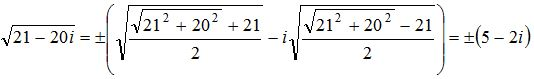 √(21−20i) = ±(√((√(21²+20²)+21)/2) − i√((√(21²+20²)−21)/2)) = ±(5−2i)